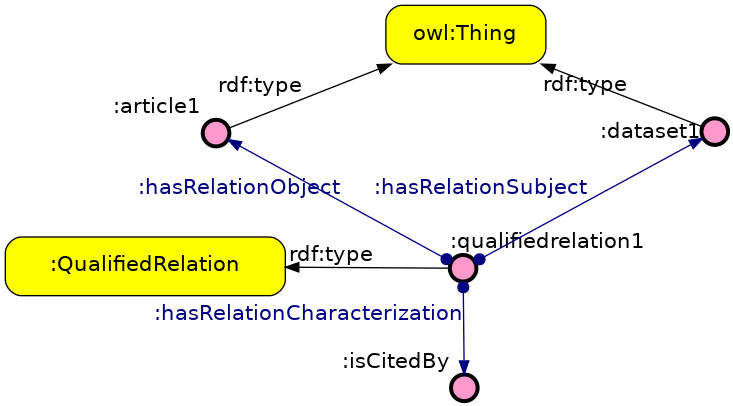 owl:Thing
rdf:type
rdf:type
:article1
:dataset1
:hasRelationObject
:hasRelationSubject
:qualifiedrelation1
rdf:type
:QualifiedRelation
:hasRelationCharacterization
:isCitedBy